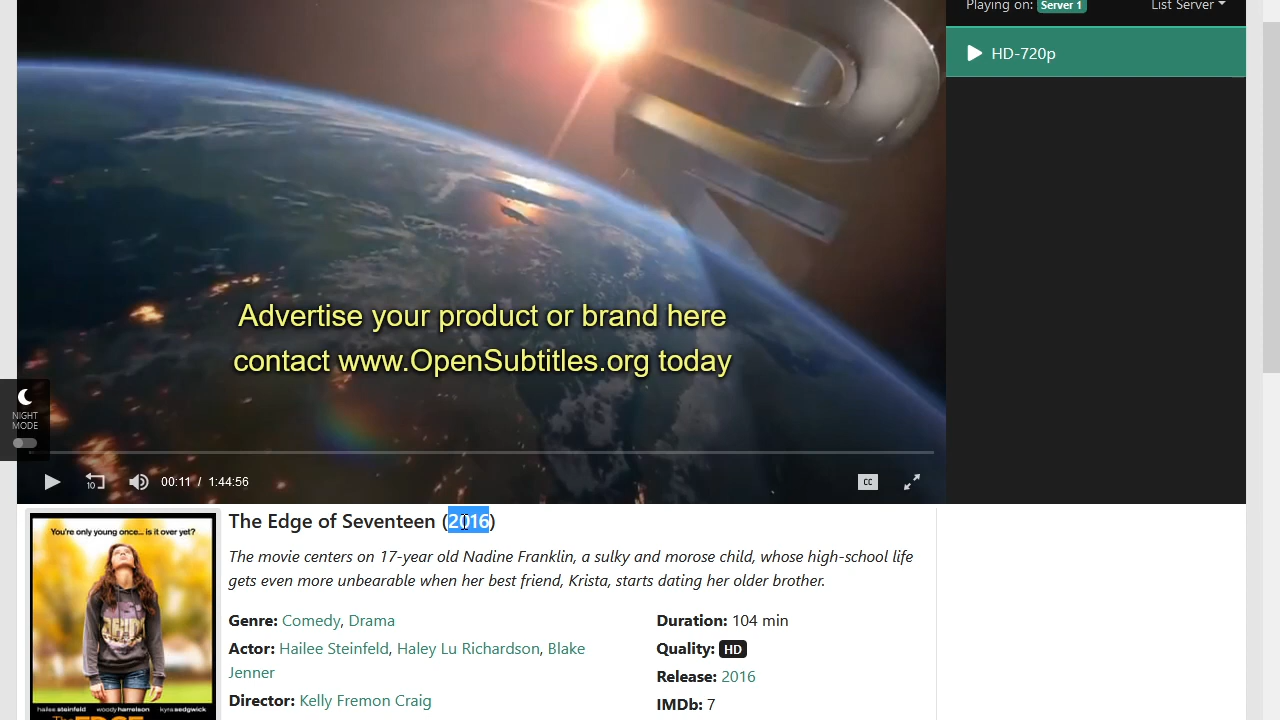 Playing on: Server 1 List Server
HD-720p
Advertise your product or brand here
contact www.OpenSubtitles.org today
NIGHT
MODE
10
00:11 / 1:44:56
CC
The Edge of Seventeen (2016)
You're only young once... is it over yet?
The movie centers on 17-year old Nadine Franklin, a sulky and morose child, whose high-school life
gets even more unbearable when her best friend, Krista, starts dating her older brother.
Genre: Comedy, Drama
Actor: Hailee Steinfeld, Haley Lu Richardson, Blake
Jenner
Director: Kelly Fremon Craig
Duration: 104 min
Quality: HD
Release: 2016
IMDb: 7
hailee steinfeld woody harrelson kyra sedgwick
The EDGE